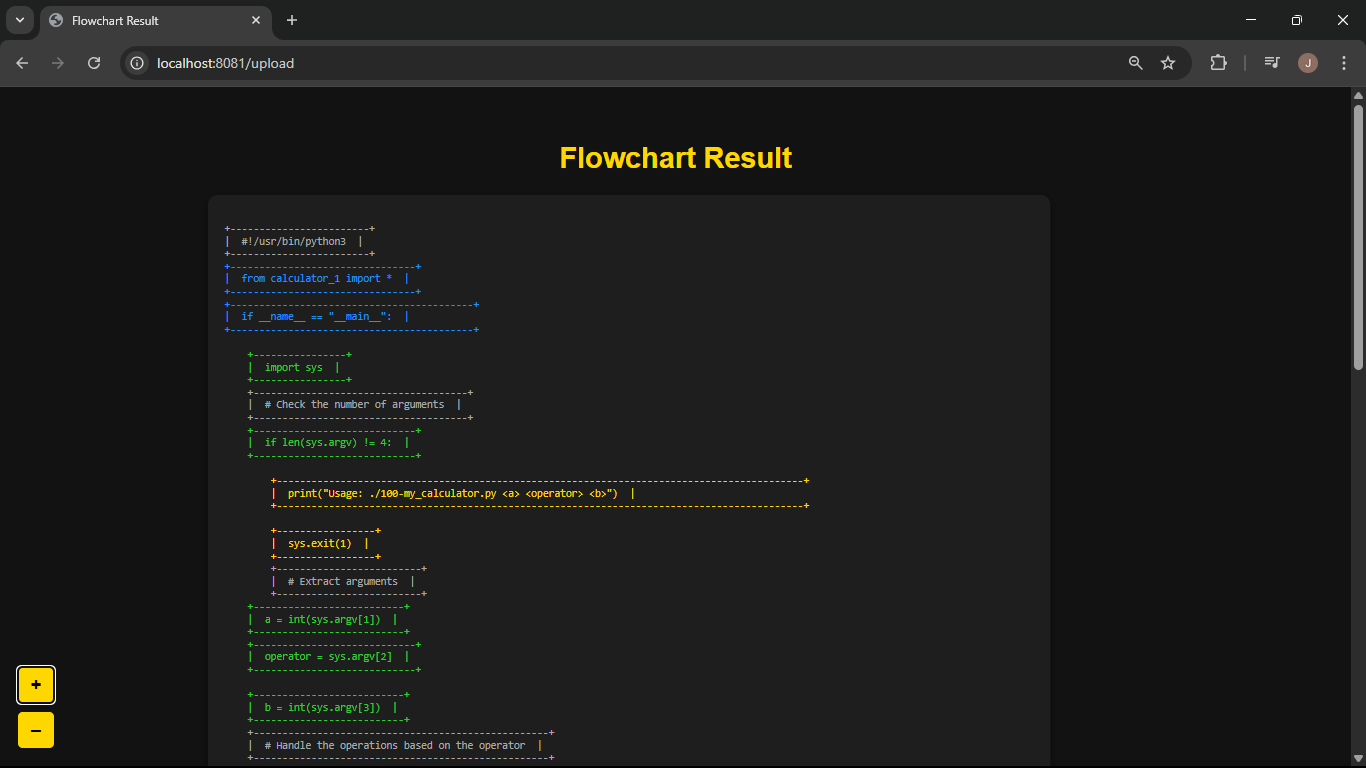 Flowchart Result
localhost:8081/upload
J
Flowchart Result
+------------------------+
|  #!/usr/bin/python3  |
+------------------------+
+--------------------------------+
|  from calculator_1 import *  |
+--------------------------------+
+------------------------------------------+
|  if __name__ == "__main__":  |
+------------------------------------------+
+----------------+
|  import sys  |
+----------------+
+-------------------------------------+
|  # Check the number of arguments  |
+-------------------------------------+
+----------------------------+
|  if len(sys.argv) != 4:  |
+----------------------------+
+-------------------------------------------------------------------------------------------+
|  print("Usage: ./100-my_calculator.py <a> <operator> <b>")  |
+-------------------------------------------------------------------------------------------+
+-----------------+
|  sys.exit(1)  |
+-----------------+
+-------------------------+
|  # Extract arguments  |
+-------------------------+
+--------------------------+
|  a = int(sys.argv[1])  |
+--------------------------+
+----------------------------+
|  operator = sys.argv[2]  |
+----------------------------+
+--------------------------+
|  b = int(sys.argv[3])  |
+--------------------------+
+---------------------------------------------------+
|  # Handle the operations based on the operator  |
+---------------------------------------------------+
+
−